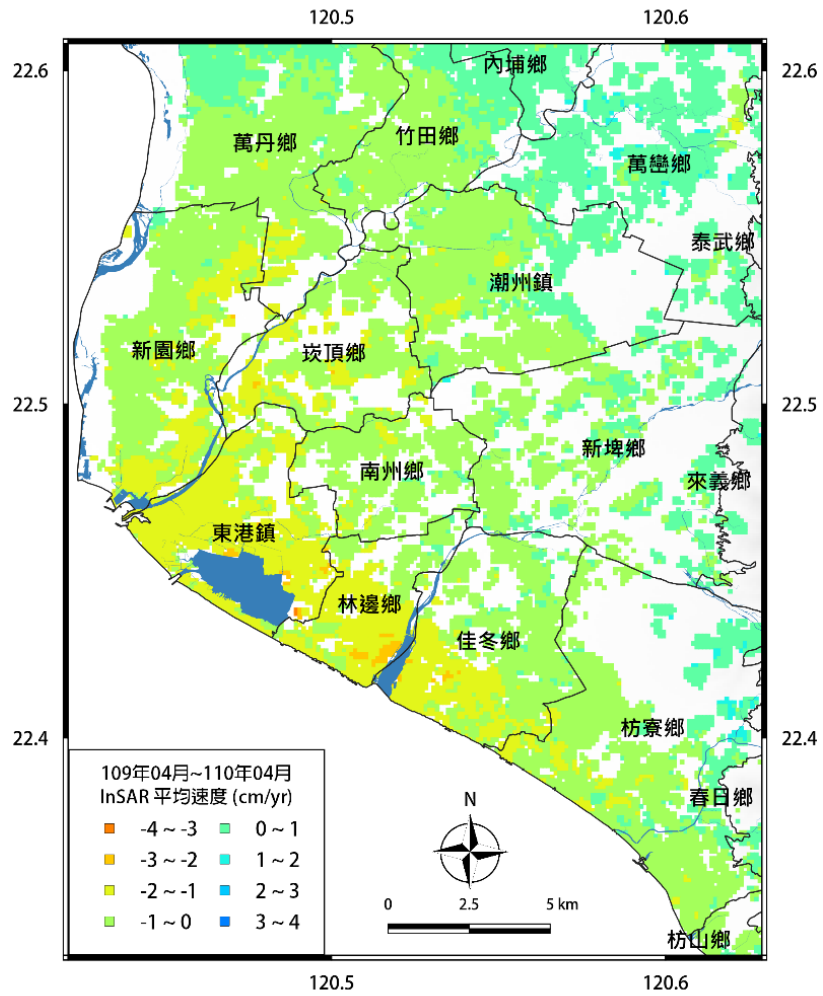 120.5 120.6
22.6 22.6
內埔鄉
萬丹鄉 竹田鄉
萬巒鄉
泰武鄉
潮州鎮
新園鄉 崁頂鄉
22.5 22.5
新埤鄉
南州鄉 來義鄉
東港鎮
林邊鄉
佳冬鄉
22.4 22.4
枋寮鄉
春日鄉
枋山鄉
109年04月~110年04月
InSAR 平均速度 (cm/yr)
-4 ~ -3 0 ~ 1
-3 ~ -2 1 ~ 2
-2 ~ -1 2 ~ 3
-1 ~ 0 3 ~ 4
N
0 2.5 5 km
120.5 120.6